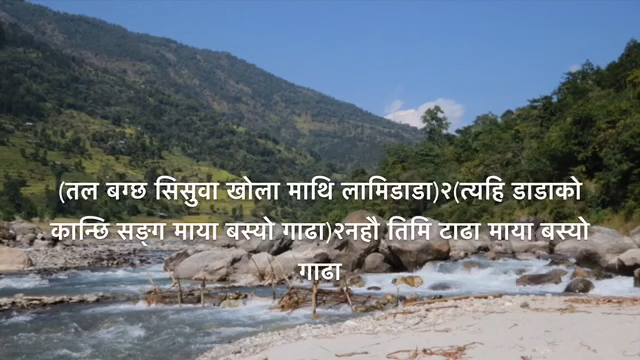 (तल बग्छ सिसुवा खोला माथि लामिडाडा)२(त्यहि डाडाको
कान्छि सङ्ग माया बस्यो गाढा)२नहौ तिमि टाढा माया बस्यो
गाढा